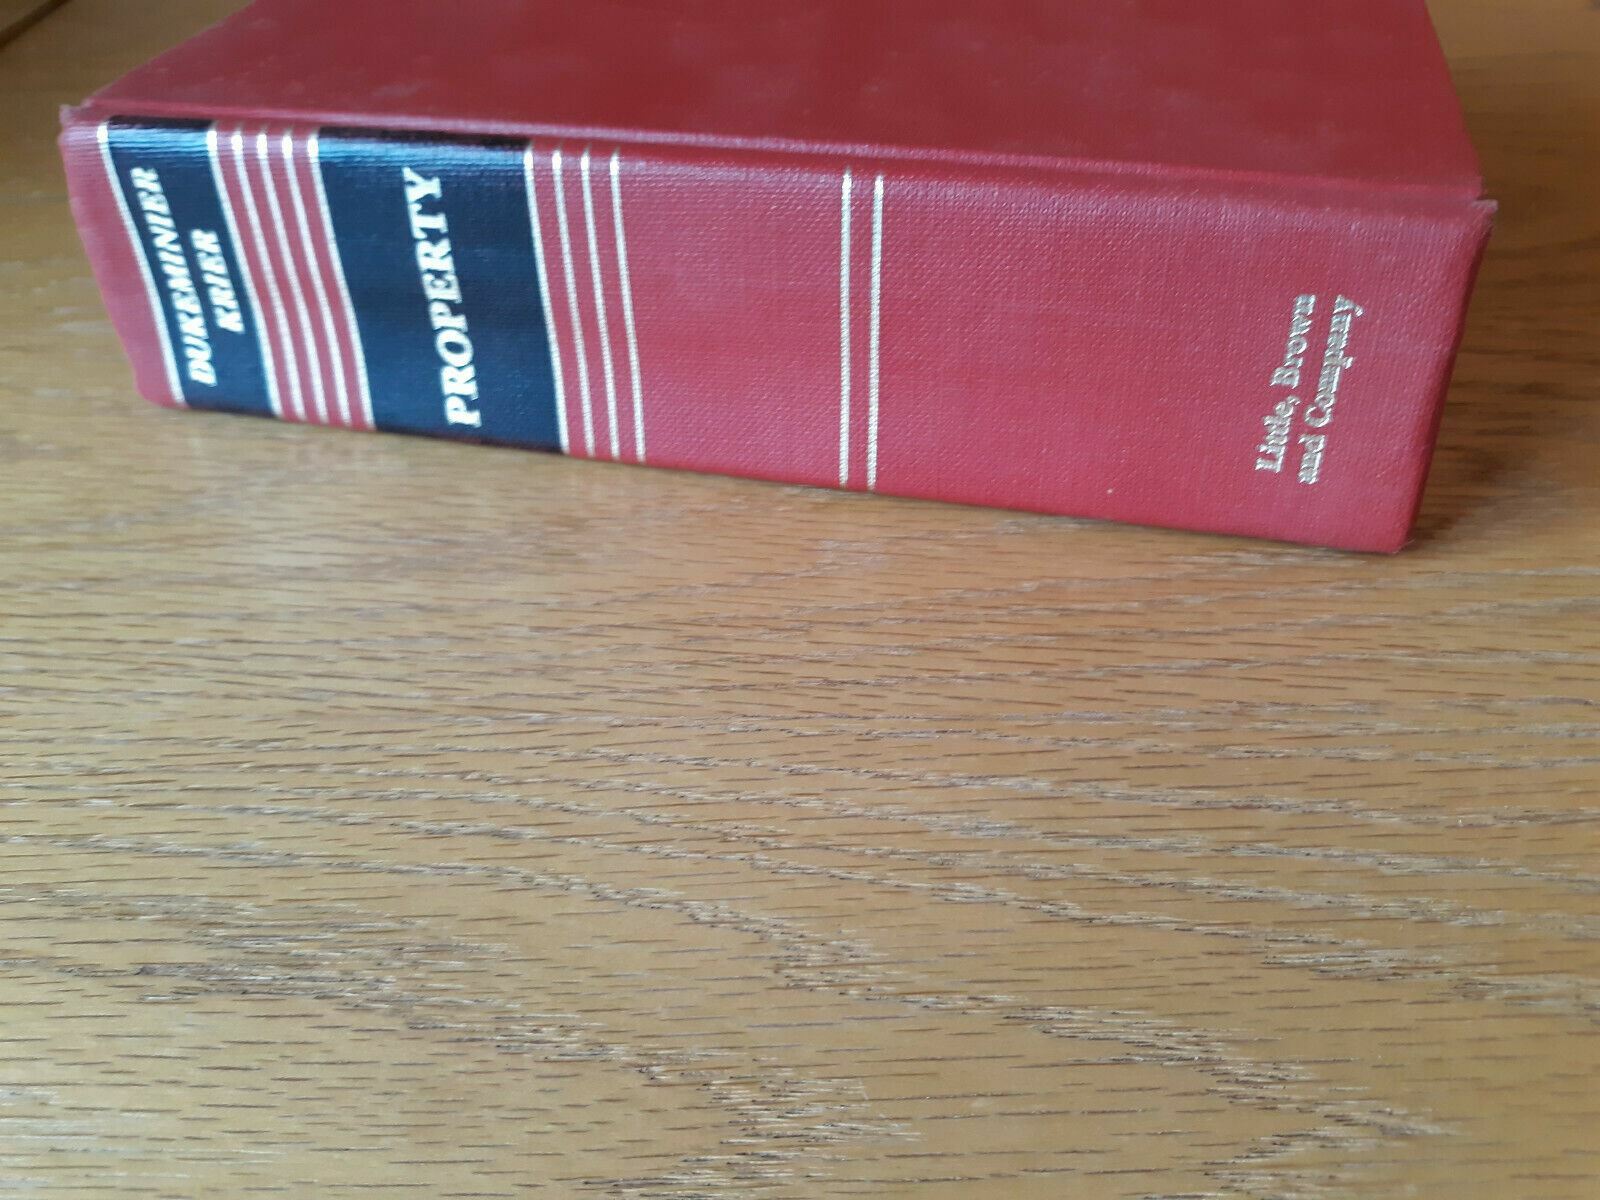 DUKEMINIER
KRIER
PROPERTY
Little, Brown
and Company